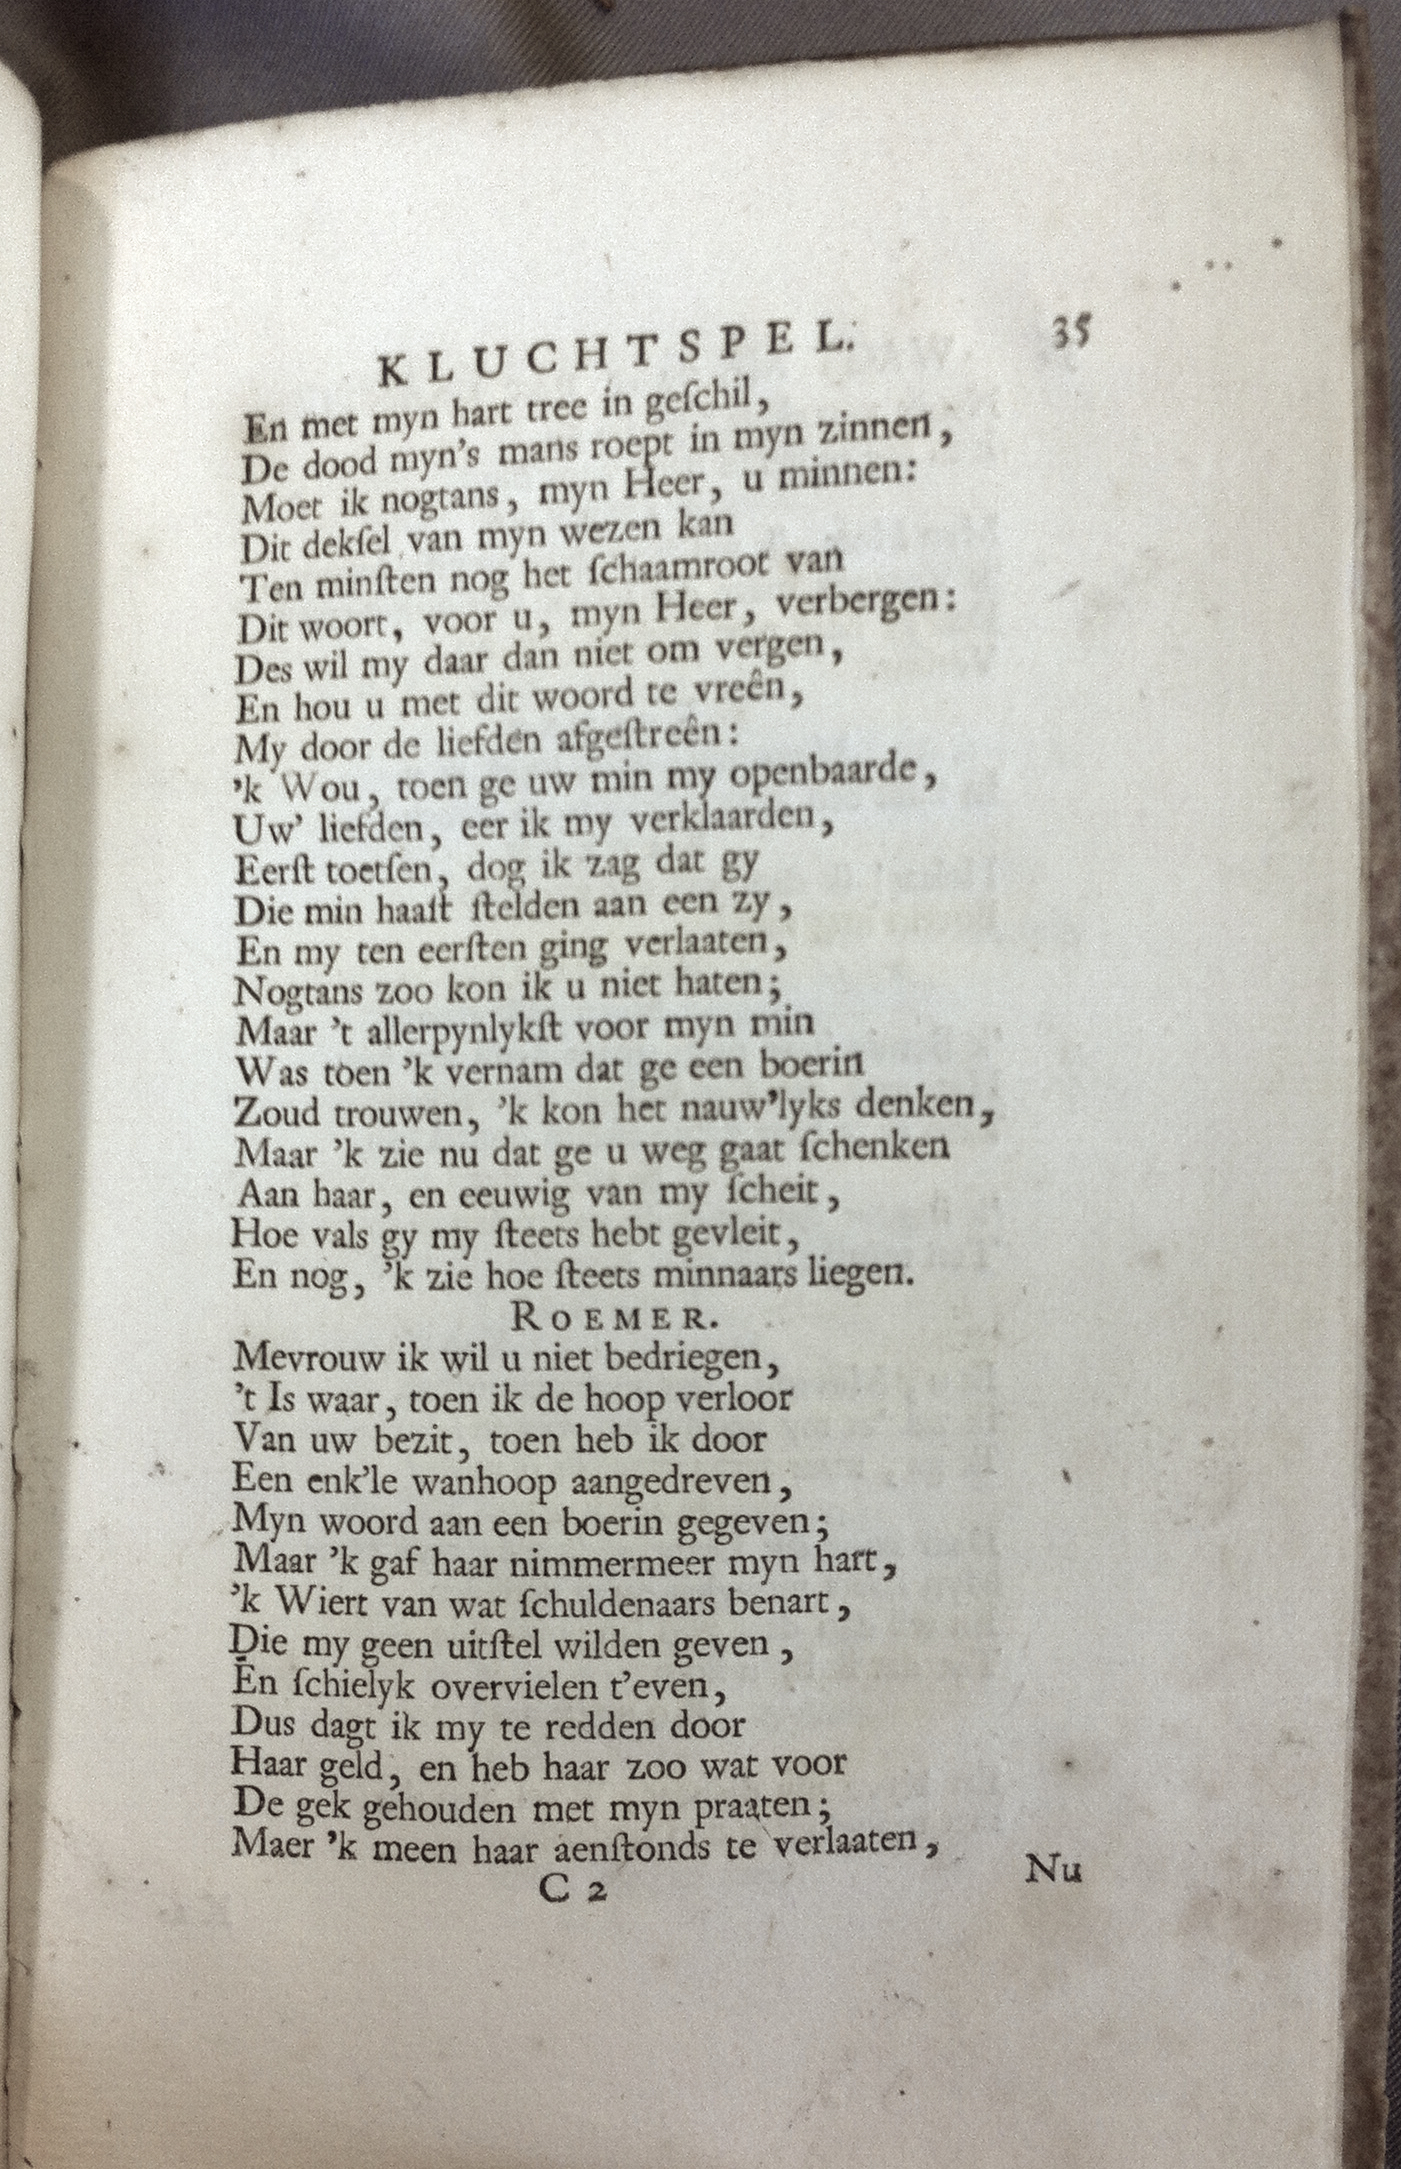 KLUCHTSPEL. 35
En met myn hart tree in geſchil,
De dood myn's mans roept in myn zinnen,
Moet ik nogtans, myn Heer, u minnen:
Dit dekſel van myn wezen kan
Ten minſten nog het ſchaamroot van
Dit woort, voor u, myn Heer, verbergen:
Des wil my daar dan niet om vergen,
En hou u met dit woord te vreên,
My door de liefden afgeſtreên:
'k Wou, toen ge uw min my openbaarde,
Uw' liefden, eer ik my verklaarden,
Eerſt toetſen, dog ik zag dat gy
Die min haaſt ſtelden aan een zy,
En my ten eerſten ging verlaaten,
Nogtans zoo kon ik u niet haten;
Maar 't allerpynlykſt voor myn min
Was toen 'k vernam dat ge een boerin
Zoud trouwen, 'k kon het nauw'lyks denken,
Maar 'k zie nu dat ge u weg gaat ſchenken
Aan haar, en eeuwig van my ſcheit,
Hoe vals gy my ſteets hebt gevleit,
En nog, 'k zie hoe ſteets minnaars liegen.
ROEMER.
Mevrouw ik wil u niet bedriegen,
't Is waar, toen ik de hoop verloor
Van uw bezit, toen heb ik door
Een enk'le wanhoop aangedreven,
Myn woord aan een boerin gegeven;
Maar 'k gaf haar nimmermeer myn hart,
'k Wiert van wat ſchuldenaars benart,
Die my geen uitſtel wilden geven,
En ſchielyk overvielen t'even,
Dus dagt ik my te redden door
Haar geld, en heb haar zoo wat voor
De gek gehouden met myn praaten;
Maer 'k meen haar aenſtonds te verlaaten,
C 2 Nu